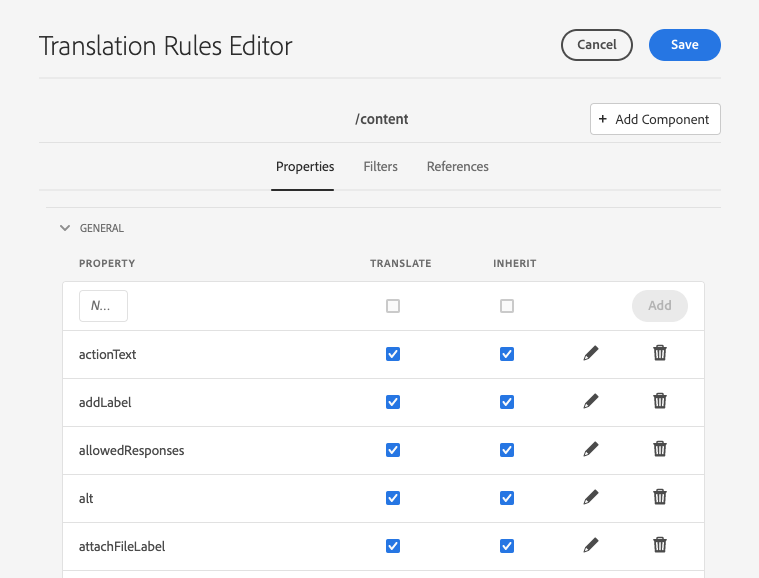 Translation Rules Editor
Cancel
Save
/content
+ Add Component
Properties Filters References
GENERAL
PROPERTY TRANSLATE INHERIT
N... Add
actionText
addLabel
allowedResponses
alt
attachFileLabel